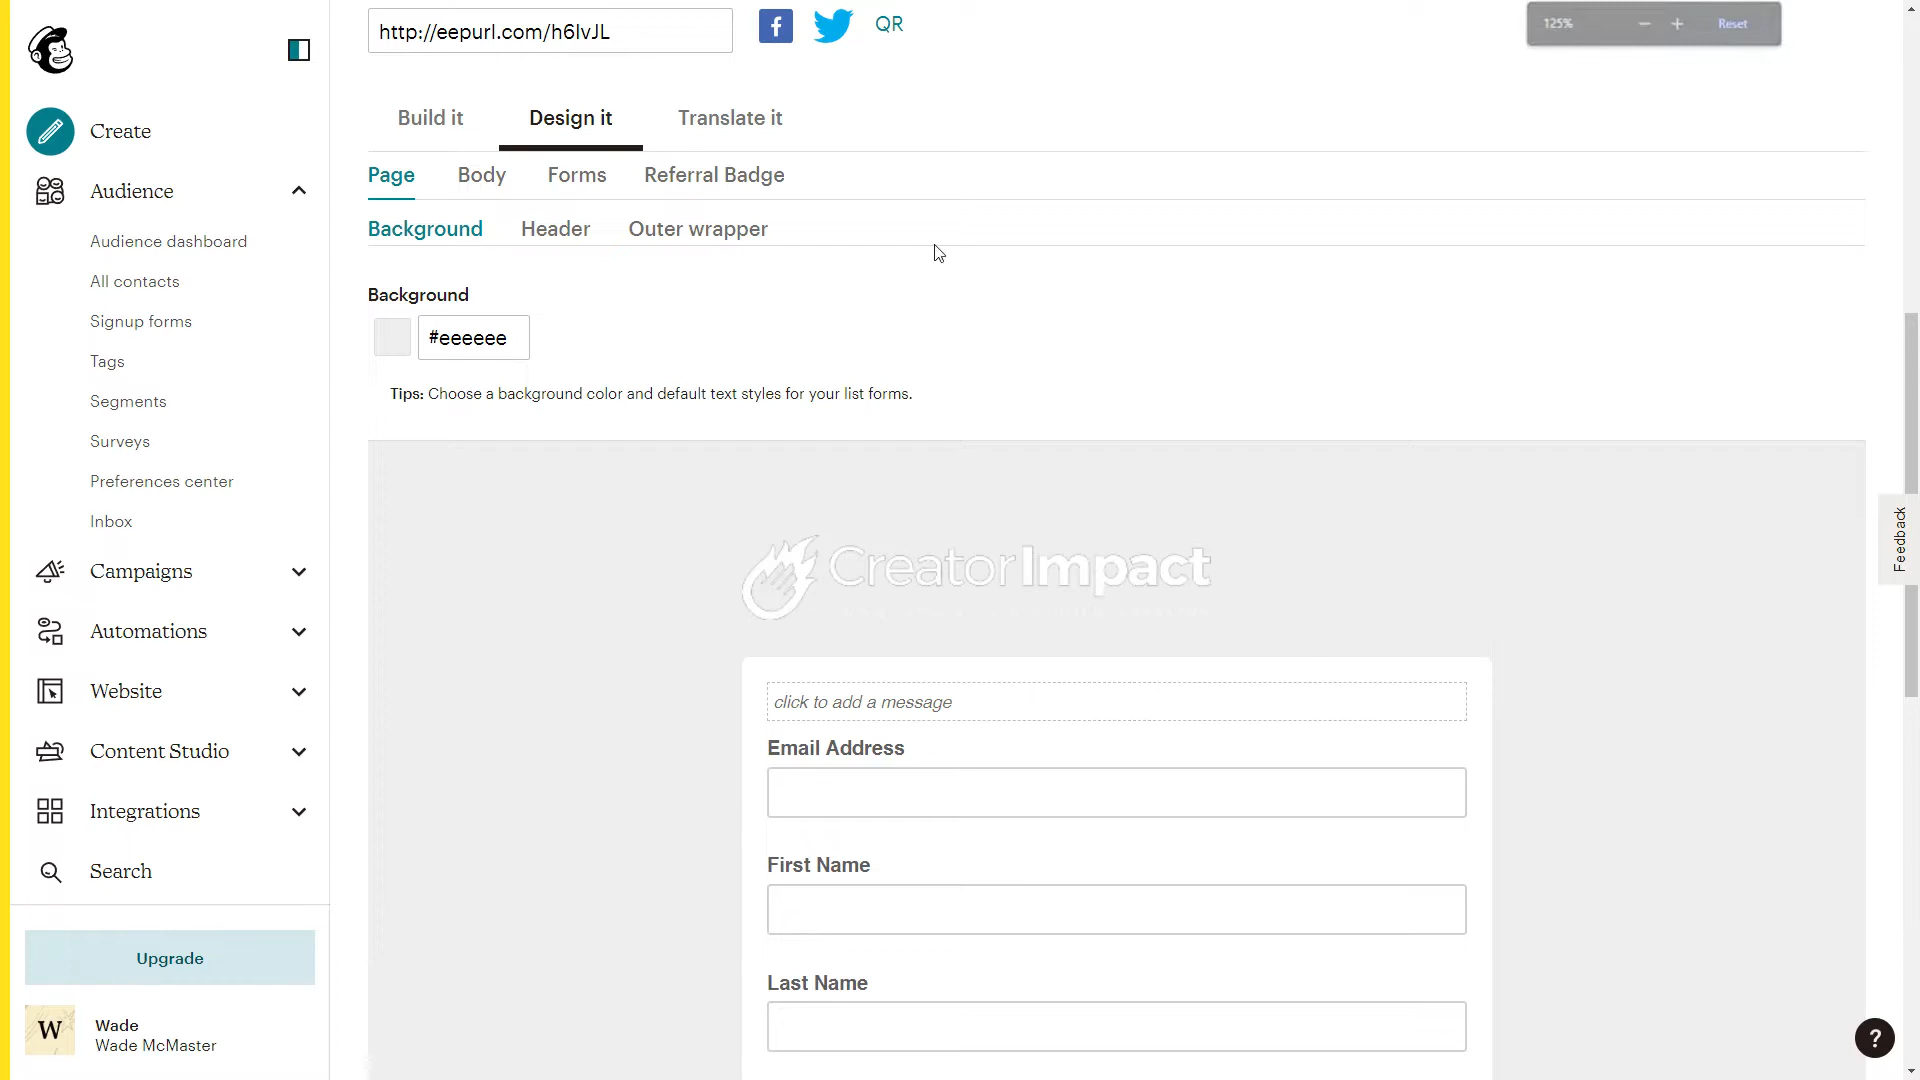 http://eepurl.com/h6lvJL
QR
125%
Reset
Build it
Design it
Translate it
Page
Body
Forms
Referral Badge
Background
Header
Outer wrapper
Background
#eeeeee
Tips: Choose a background color and default text styles for your list forms.
CreatorImpact
click to add a message
Email Address
First Name
Last Name
Create
Audience
Audience dashboard
All contacts
Signup forms
Tags
Segments
Surveys
Preferences center
Inbox
Campaigns
Automations
Website
Content Studio
Integrations
Search
Upgrade
W
Wade
Wade McMaster
Feedback
?